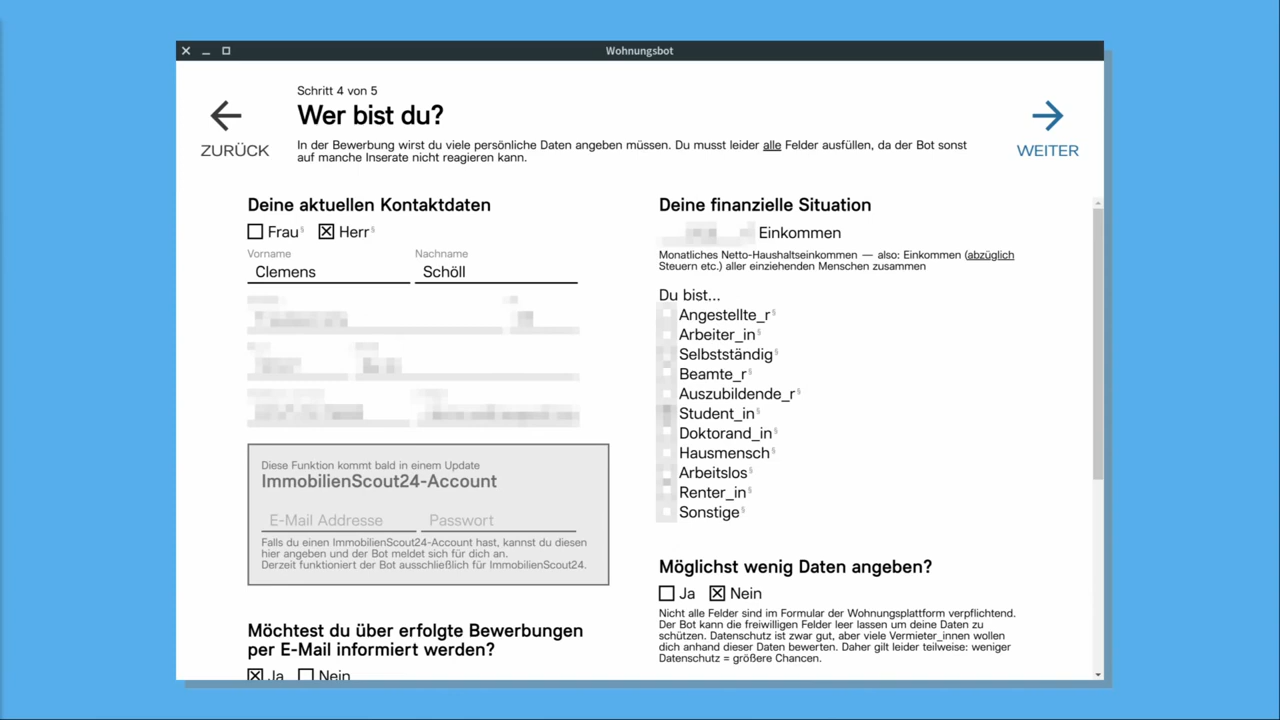 Wohnungsbot
Schritt 4 von 5
Wer bist du?
ZURÜCK
In der Bewerbung wirst du viele persönliche Daten angeben müssen. Du musst leider alle Felder ausfüllen, da der Bot sonst
auf manche Inserate nicht reagieren kann.
WEITER
Deine aktuellen Kontaktdaten
Frau§ Herr§
Vorname Nachname
Clemens Schöll
Diese Funktion kommt bald in einem Update
ImmobilienScout24-Account
E-Mail Addresse Passwort
Falls du einen ImmobilienScout24-Account hast, kannst du diesen
hier angeben und der Bot meldet sich für dich an.
Derzeit funktioniert der Bot ausschließlich für ImmobilienScout24.
Möchtest du über erfolgte Bewerbungen
per E-Mail informiert werden?
Ja Nein
Deine finanzielle Situation
Einkommen
Monatliches Netto-Haushaltseinkommen — also: Einkommen (abzüglich
Steuern etc.) aller einziehenden Menschen zusammen
Du bist...
Angestellte_r§
Arbeiter_in§
Selbstständig§
Beamte_r§
Auszubildende_r§
Student_in§
Doktorand_in§
Hausmensch§
Arbeitslos§
Renter_in§
Sonstige§
Möglichst wenig Daten angeben?
Ja Nein
Nicht alle Felder sind im Formular der Wohnungsplattform verpflichtend.
Der Bot kann die freiwilligen Felder leer lassen um deine Daten zu
schützen. Datenschutz ist zwar gut, aber viele Vermieter_innen wollen
dich anhand dieser Daten bewerten. Daher gilt leider teilweise: weniger
Datenschutz = größere Chancen.